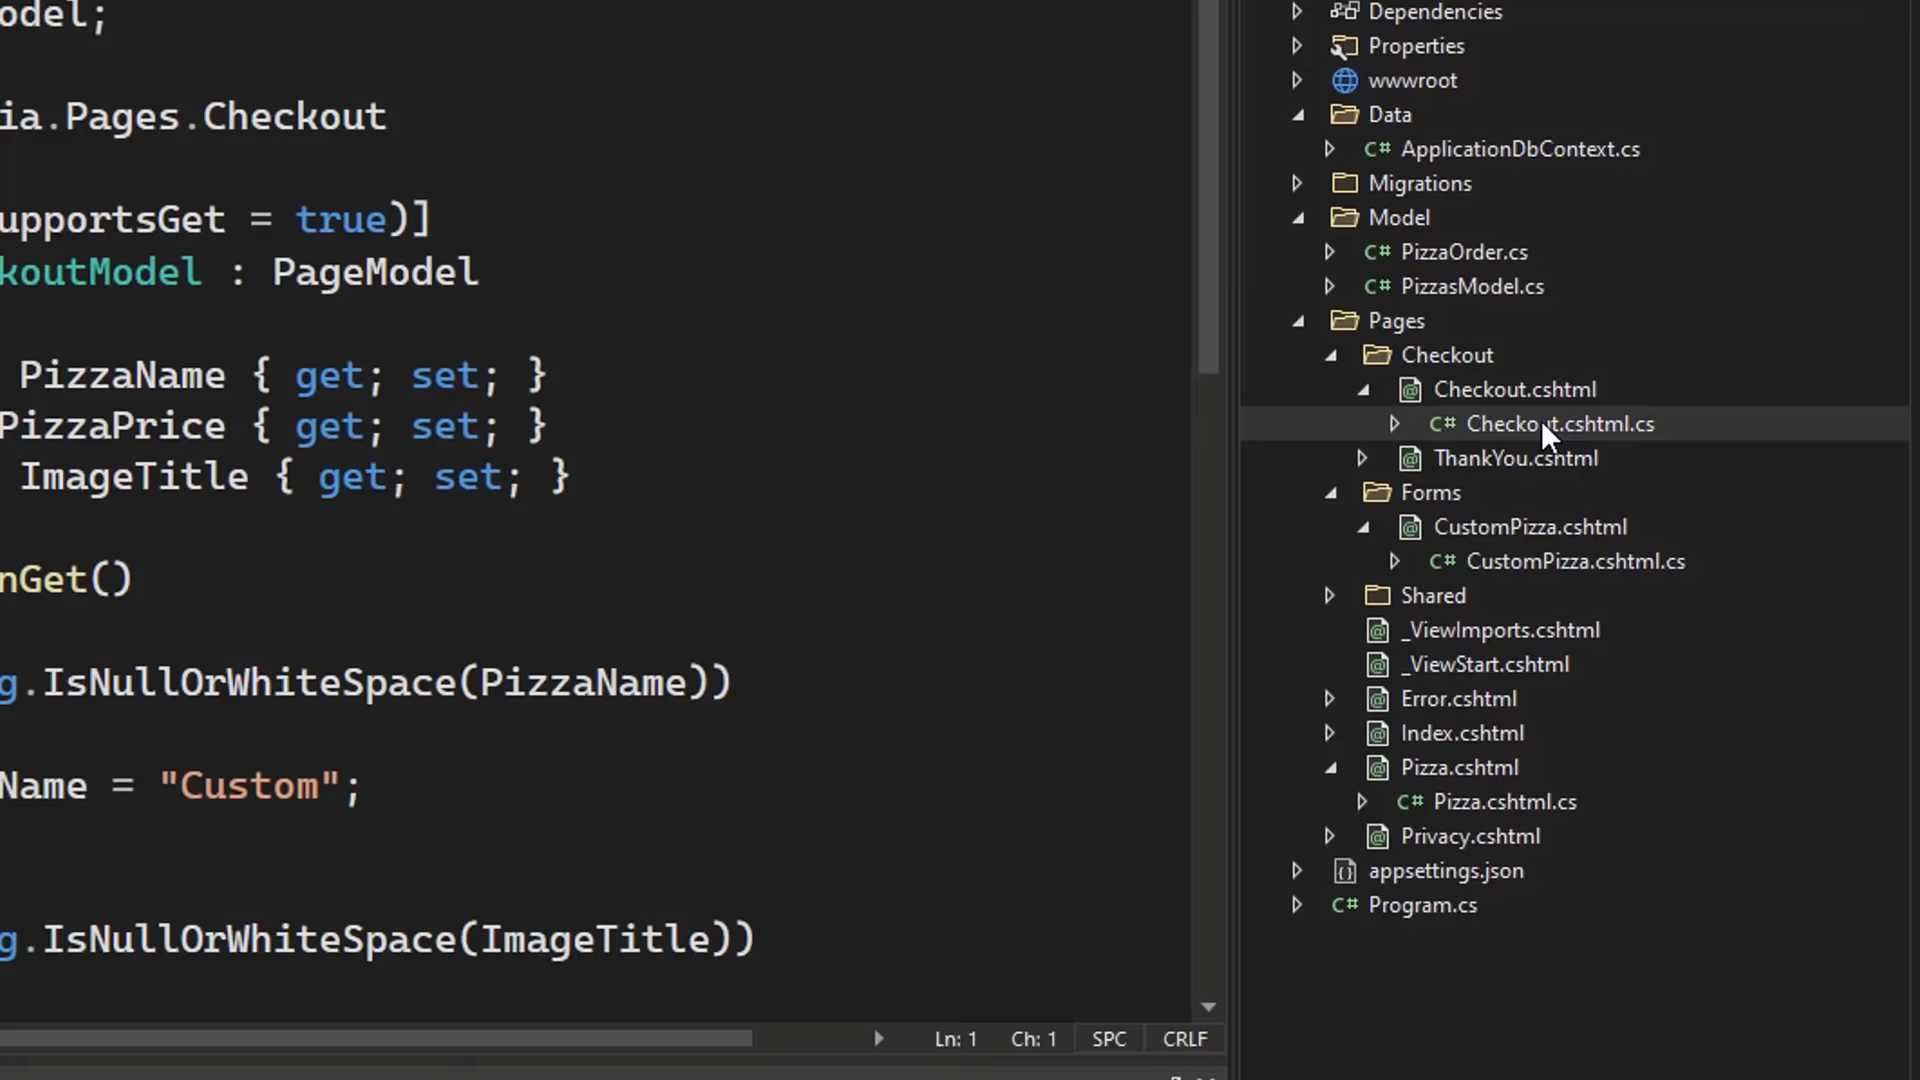 odel;
ia.Pages.Checkout
upportsGet = true)]
koutModel : PageModel
PizzaName { get; set; }
PizzaPrice { get; set; }
ImageTitle { get; set; }
nGet()
g.IsNullOrWhiteSpace(PizzaName))
Name = "Custom";
g.IsNullOrWhiteSpace(ImageTitle))
Ln: 1 Ch: 1 SPC CRLF
Dependencies
Properties
wwwroot
Data
C# ApplicationDbContext.cs
Migrations
Model
C# PizzaOrder.cs
C# PizzasModel.cs
Pages
Checkout
Checkout.cshtml
C# Checkout.cshtml.cs
ThankYou.cshtml
Forms
CustomPizza.cshtml
C# CustomPizza.cshtml.cs
Shared
_ViewImports.cshtml
_ViewStart.cshtml
Error.cshtml
Index.cshtml
Pizza.cshtml
C# Pizza.cshtml.cs
Privacy.cshtml
appsettings.json
C# Program.cs